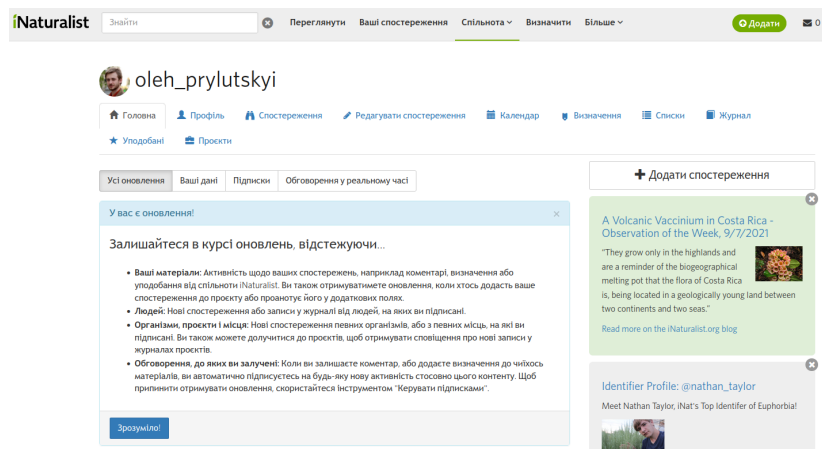 iNaturalist
Знайти
Переглянути Ваші спостереження Спільнота Визначити Більше
Додати
0
oleh_prylutskyi
Головна Профіль Спостереження Редагувати спостереження Календар Визначення Списки Журнал
Уподобані Проєкти
Усі оновлення Ваші дані Підписки Обговорення у реальному часі
У вас є оновлення!
Залишайтеся в курсі оновлень, відстежуючи...
Ваші матеріали: Активність щодо ваших спостережень, наприклад коментарі, визначення або
уподобання від спільноти iNaturalist. Ви також отримуватимете оновлення, коли хтось додасть ваше
спостереження до проєкту або проанотує його у додаткових полях.
Людей: Нові спостереження або записи у журналі від людей, на яких ви підписані.
Організми, проєкти і місця: Нові спостереження певних організмів, або з певних місць, на які ви
підписані. Ви також можете долучитися до проєктів, щоб отримувати сповіщення про нові записи у
журналах проєктів.
Обговорення, до яких ви залучені: Коли ви залишаєте коментар, або додаєте визначення до чиїхось
матеріалів, ви автоматично підписуєтесь на будь-яку нову активність стосовно цього контенту. Щоб
припинити отримувати оновлення, скористайтеся інструментом "Керувати підписками".
Зрозуміло!
Додати спостереження
A Volcanic Vaccinium in Costa Rica -
Observation of the Week, 9/7/2021
"They grow only in the highlands and
are a reminder of the biogeographical
melting pot that the flora of Costa Rica
is, being located in a geologically young land between
two continents and two seas."
Read more on the iNaturalist.org blog
Identifier Profile: @nathan_taylor
Meet Nathan Taylor, iNat's Top Identifer of Euphorbia!